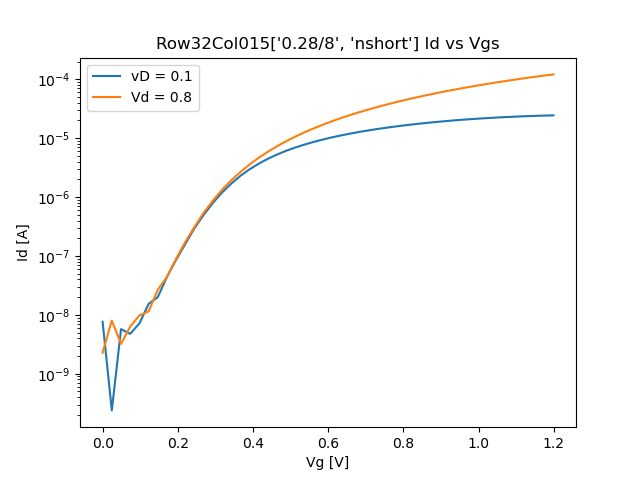 Row32Col015['0.28/8', 'nshort'] Id vs Vgs
vD = 0.1
Vd = 0.8
Id [A]
10⁻⁴
10⁻⁵
10⁻⁶
10⁻⁷
10⁻⁸
10⁻⁹
0.0 0.2 0.4 0.6 0.8 1.0 1.2
Vg [V]